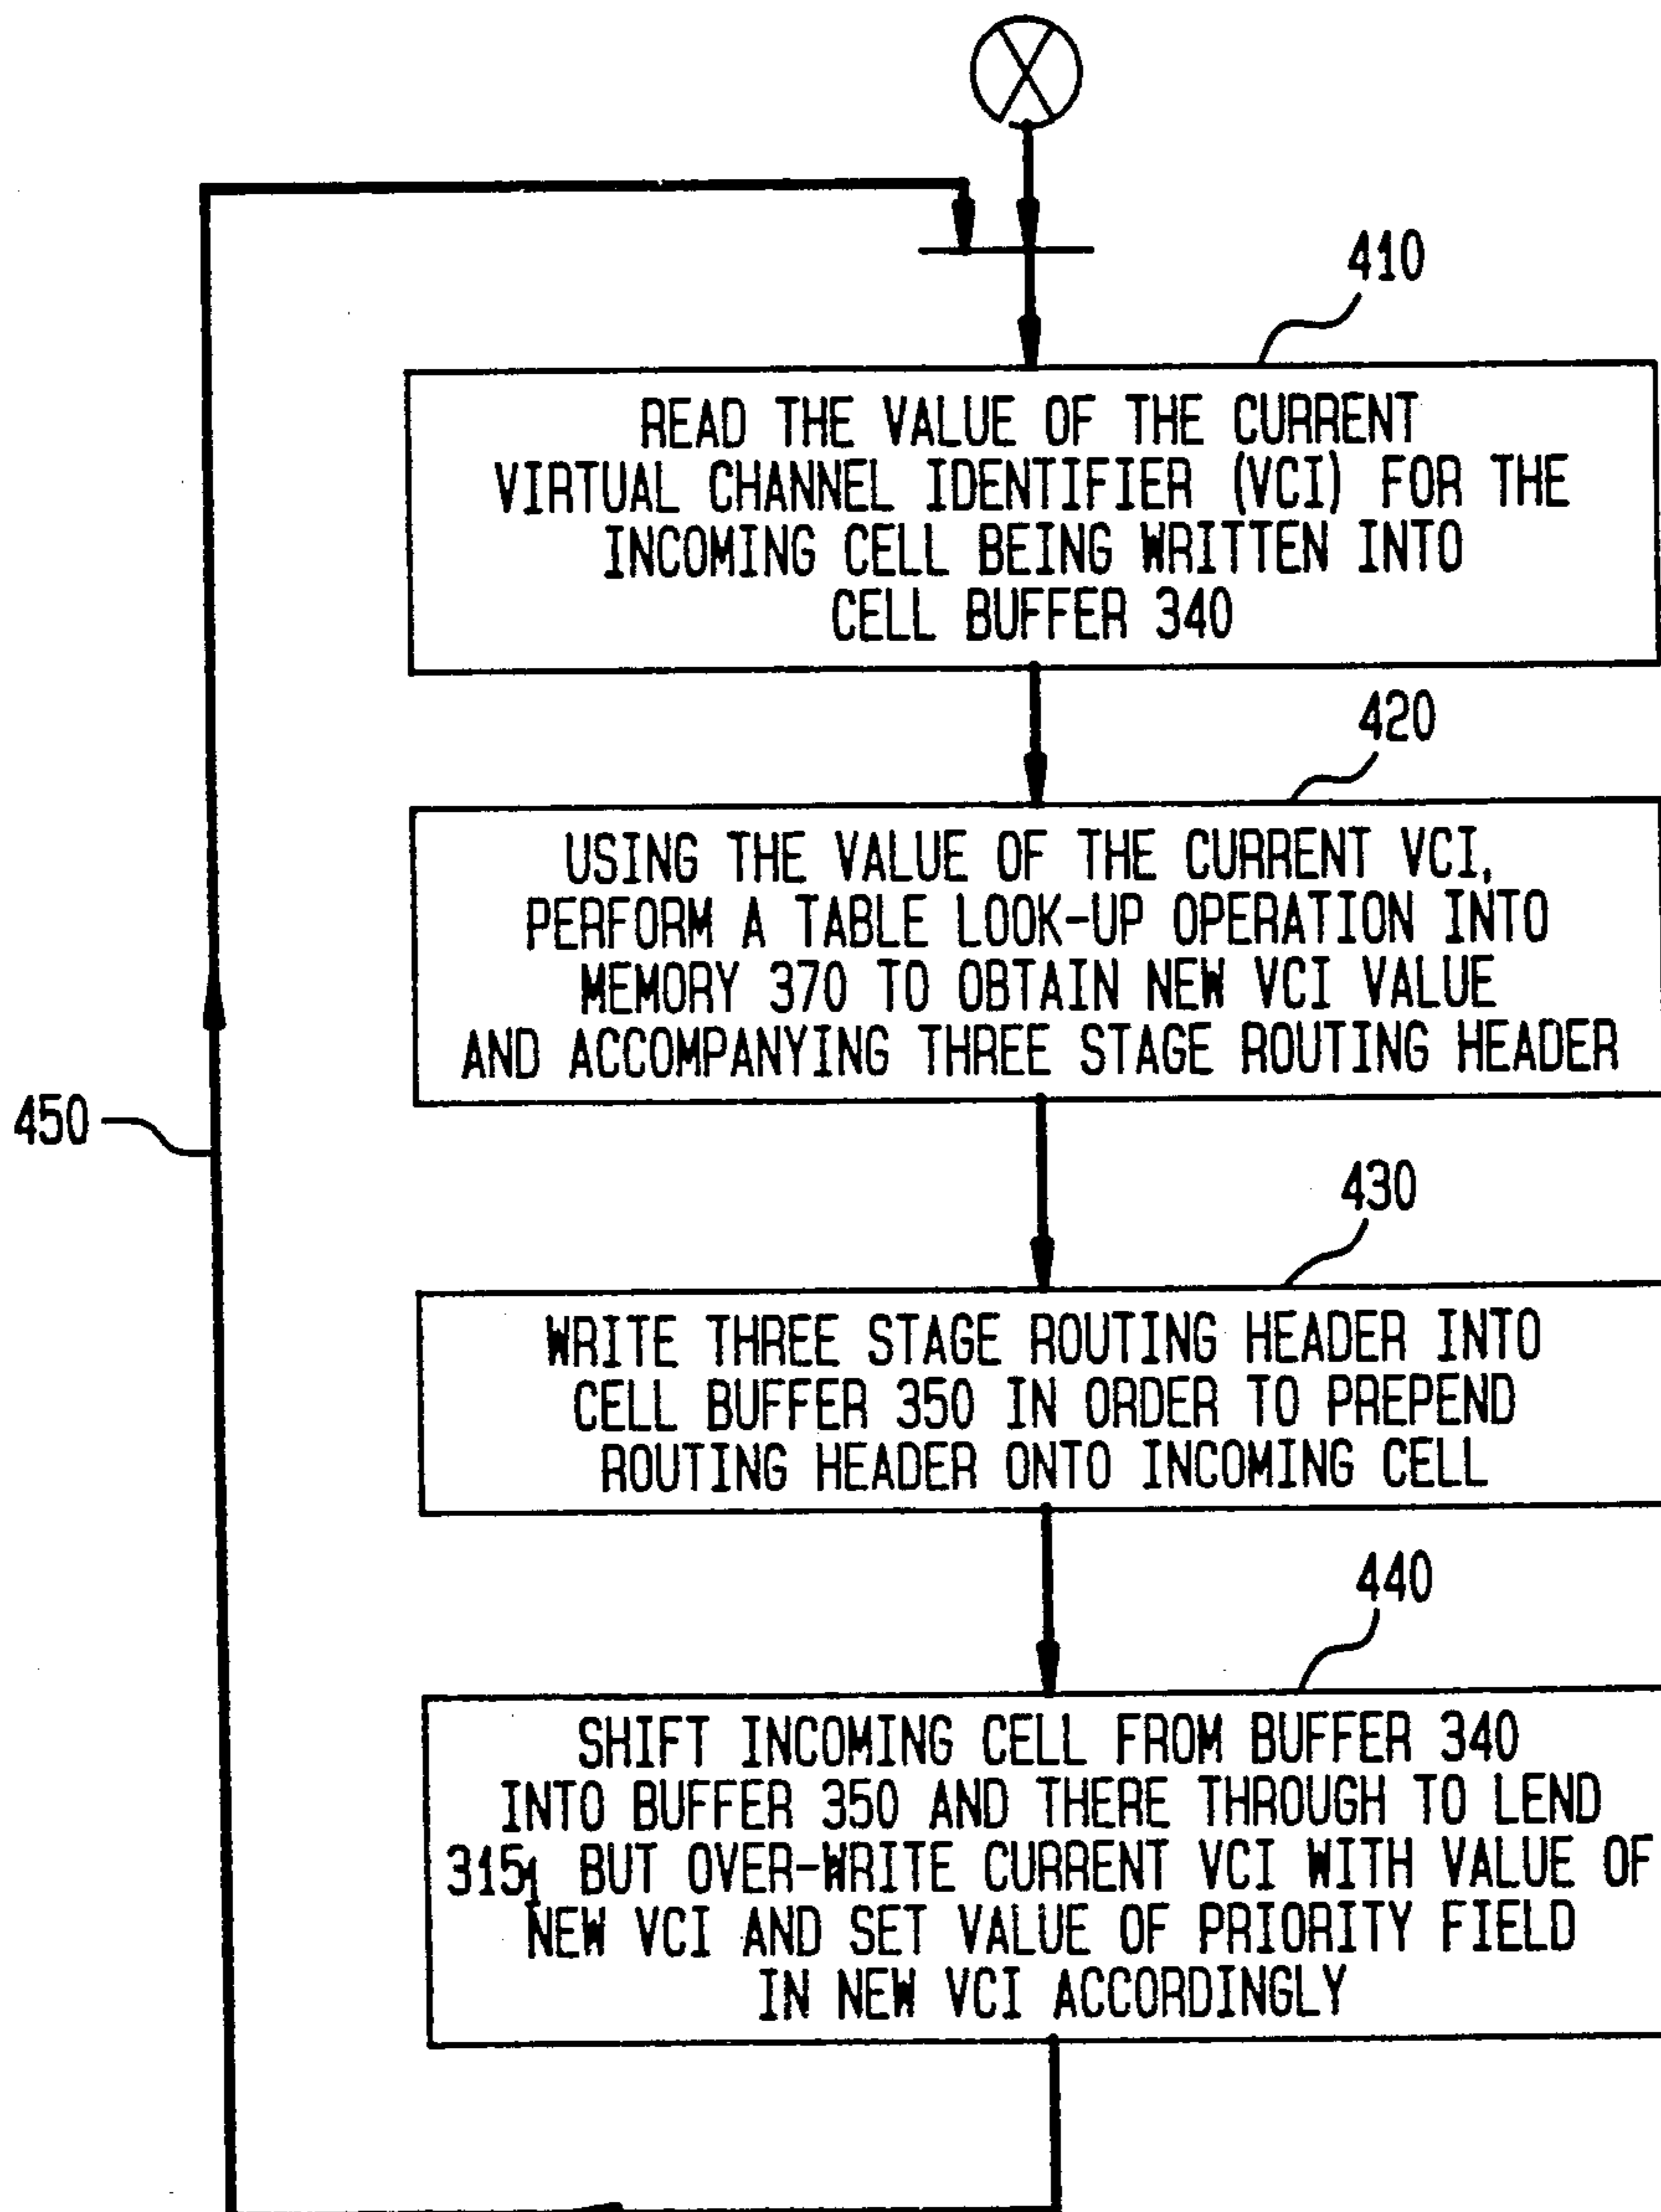 410
READ THE VALUE OF THE CURRENT
VIRTUAL CHANNEL IDENTIFIER (VCI) FOR THE
INCOMING CELL BEING WRITTEN INTO
CELL BUFFER 340
420
USING THE VALUE OF THE CURRENT VCI,
PERFORM A TABLE LOOK-UP OPERATION INTO
MEMORY 370 TO OBTAIN NEW VCI VALUE
AND ACCOMPANYING THREE STAGE ROUTING HEADER
450
430
WRITE THREE STAGE ROUTING HEADER INTO
CELL BUFFER 350 IN ORDER TO PREPEND
ROUTING HEADER ONTO INCOMING CELL
440
SHIFT INCOMING CELL FROM BUFFER 340
INTO BUFFER 350 AND THERE THROUGH TO LEND
315₁ BUT OVER-WRITE CURRENT VCI WITH VALUE OF
NEW VCI AND SET VALUE OF PRIORITY FIELD
IN NEW VCI ACCORDINGLY